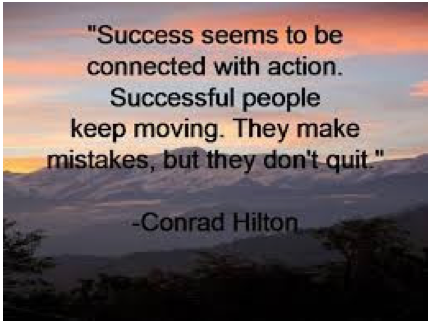 "Success seems to be
connected with action.
Successful people
keep moving. They make
mistakes, but they don't quit."
-Conrad Hilton